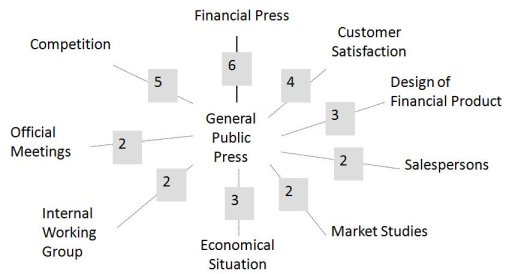 Financial Press
Competition
Customer
Satisfaction
6
5
4
Design of
Financial Product
General
Public
Press
3
Official
Meetings
2
2
Salespersons
2
2
3
Internal
Working
Group
Market Studies
Economical
Situation